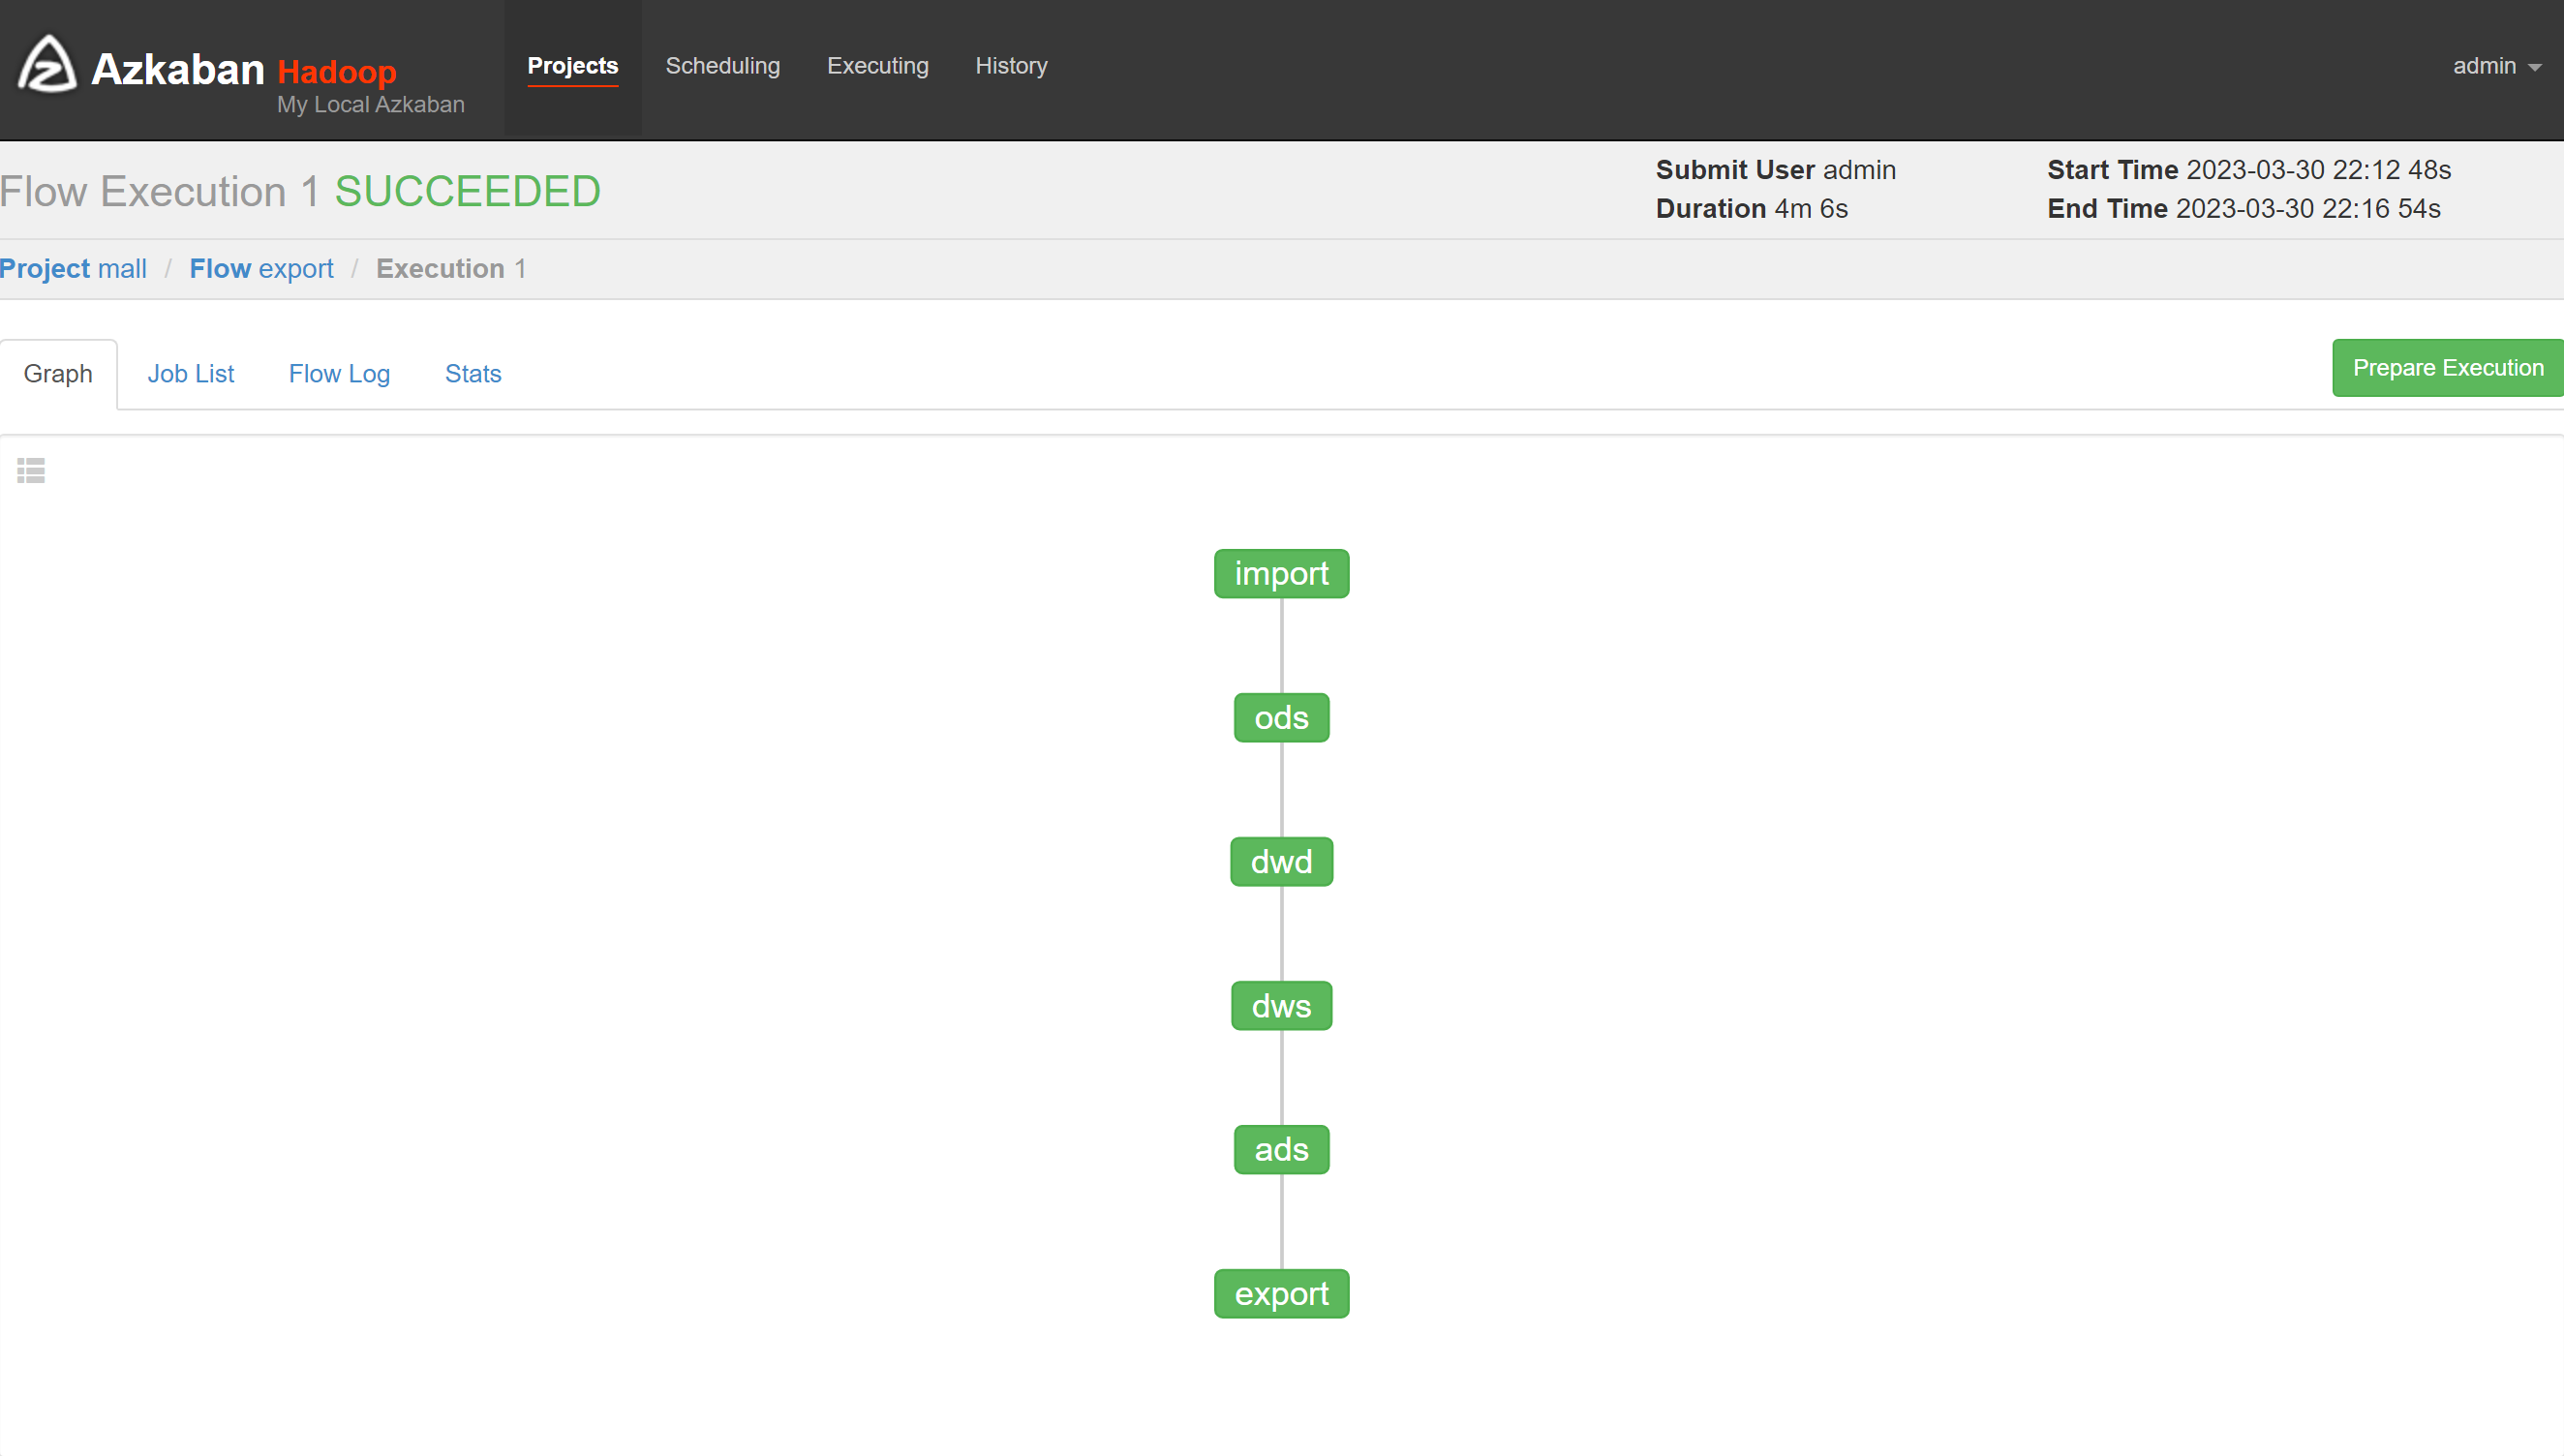 Azkaban Hadoop
My Local Azkaban
Projects Scheduling Executing History
admin
Flow Execution 1 SUCCEEDED
Submit User admin
Duration 4m 6s
Start Time 2023-03-30 22:12 48s
End Time 2023-03-30 22:16 54s
Project mall / Flow export / Execution 1
Graph Job List Flow Log Stats
Prepare Execution
import
ods
dwd
dws
ads
export